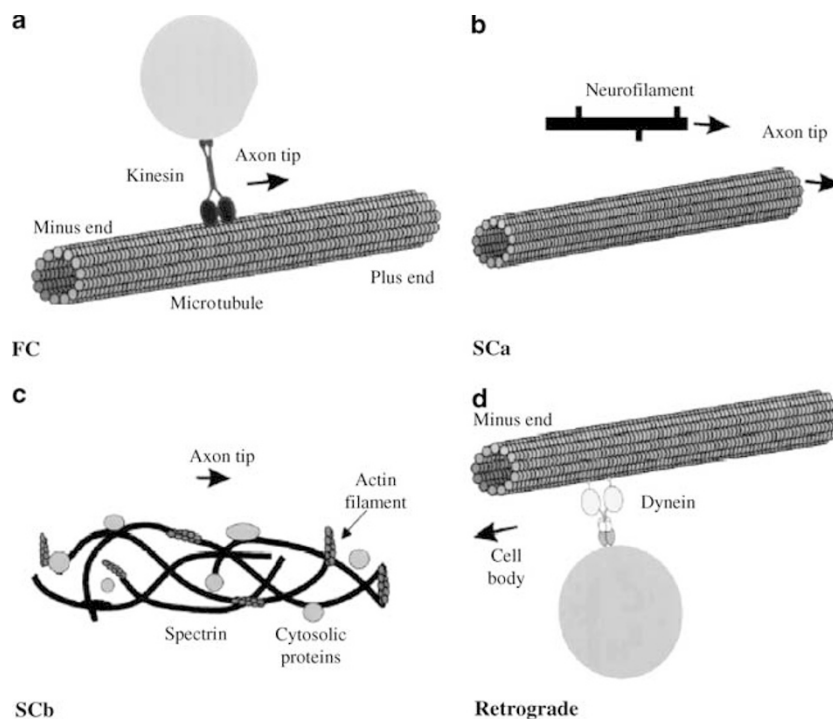 a
Kinesin
Axon tip
Minus end
Microtubule
Plus end
FC
b
Neurofilament
Axon tip
SCa
c
Axon tip
Actin
filament
Spectrin
Cytosolic
proteins
SCb
d
Minus end
Dynein
Cell
body
Retrograde